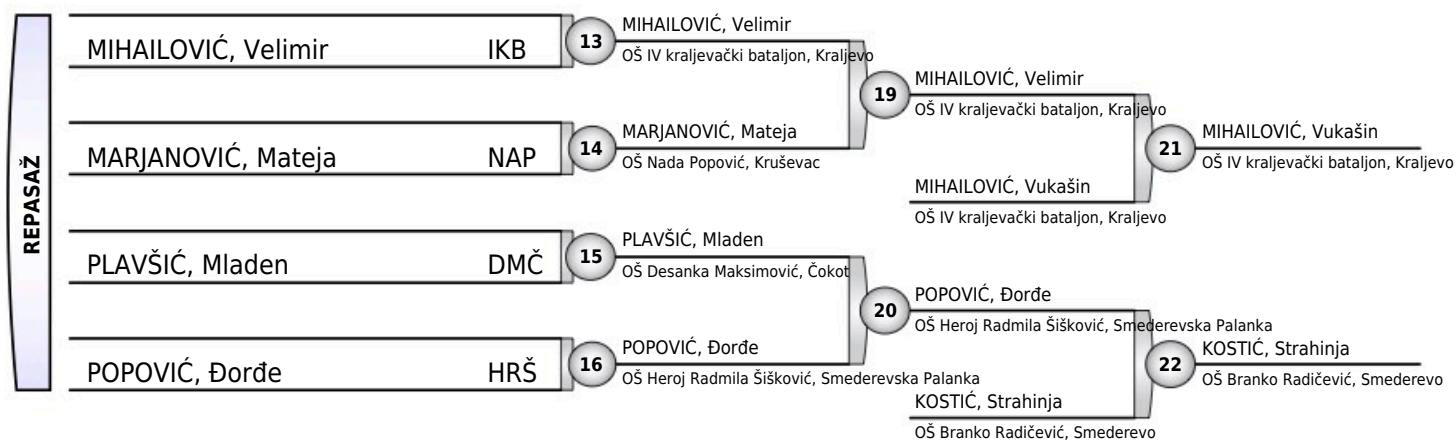 REPASAŽ
MIHAILOVIĆ, Velimir IKB
MARJANOVIĆ, Mateja NAP
PLAVŠIĆ, Mladen DMČ
POPOVIĆ, Đorđe HRŠ
13
MIHAILOVIĆ, Velimir
OŠ IV kraljevački bataljon, Kraljevo
14
MARJANOVIĆ, Mateja
OŠ Nada Popović, Kruševac
15
PLAVŠIĆ, Mladen
OŠ Desanka Maksimović, Čokot
16
POPOVIĆ, Đorđe
OŠ Heroj Radmila Šišković, Smederevska Palanka
19
MIHAILOVIĆ, Velimir
OŠ IV kraljevački bataljon, Kraljevo
MIHAILOVIĆ, Vukašin
OŠ IV kraljevački bataljon, Kraljevo
20
POPOVIĆ, Đorđe
OŠ Heroj Radmila Šišković, Smederevska Palanka
KOSTIĆ, Strahinja
OŠ Branko Radičević, Smederevo
21
MIHAILOVIĆ, Vukašin
OŠ IV kraljevački bataljon, Kraljevo
22
KOSTIĆ, Strahinja
OŠ Branko Radičević, Smederevo